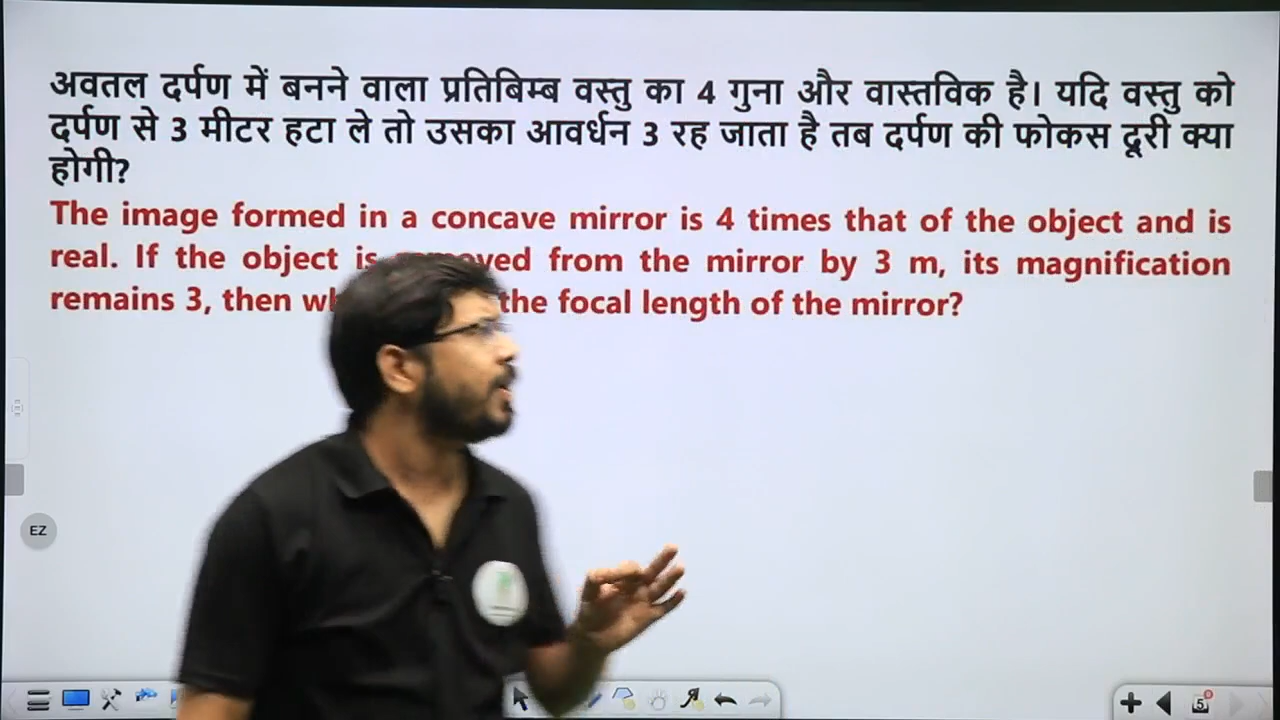 अवतल दर्पण में बनने वाला प्रतिबिम्ब वस्तु का 4 गुना और वास्तविक है। यदि वस्तु को
दर्पण से 3 मीटर हटा ले तो उसका आवर्धन 3 रह जाता है तब दर्पण की फोकस दूरी क्या
होगी?
The image formed in a concave mirror is 4 times that of the object and is
real. If the object is from the mirror by 3 m, its magnification
remains 3, then the focal length of the mirror?
EZ
5